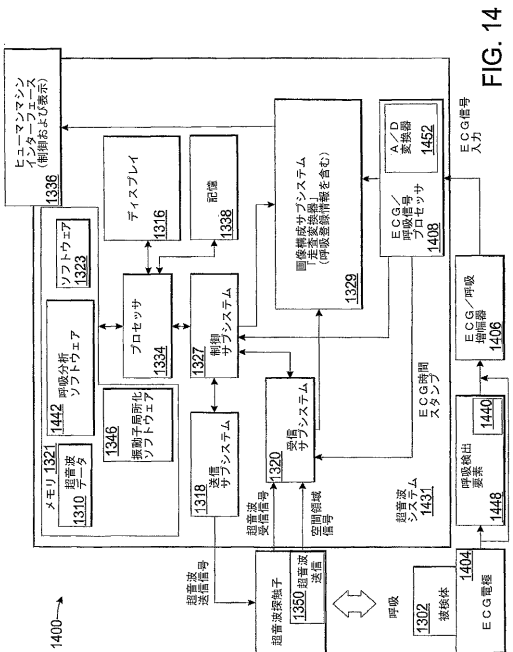 1400
超音波
送信信号
超音波探触子
1350
超音波
送信
呼吸
1302
被検体
1404
ECG電極
メモリ 1321
1310
超音波
データ
1442
呼吸分析
ソフトウェア
1323
ソフトウェア
1346
振動子局所化
ソフトウェア
1318
送信
サブシステム
超音波
受信信号
空間領域
信号
1320
受信
サブシステム
1334
プロセッサ
1327
制御
サブシステム
ディスプレイ
1316
記憶
1338
ヒューマンマシン
インターフェース
(制御および表示)
1336
画像構成サブシステム
「走査変換器」
(呼吸登録情報を含む)
1329
A/D
変換器
1452
ECG/
呼吸信号
プロセッサ
1408
ECG時間
スタンプ
超音波
システム
1431
呼吸検出
要素
1440
1448
ECG/呼吸
増幅器
1406
ECG信号
入力
FIG. 14